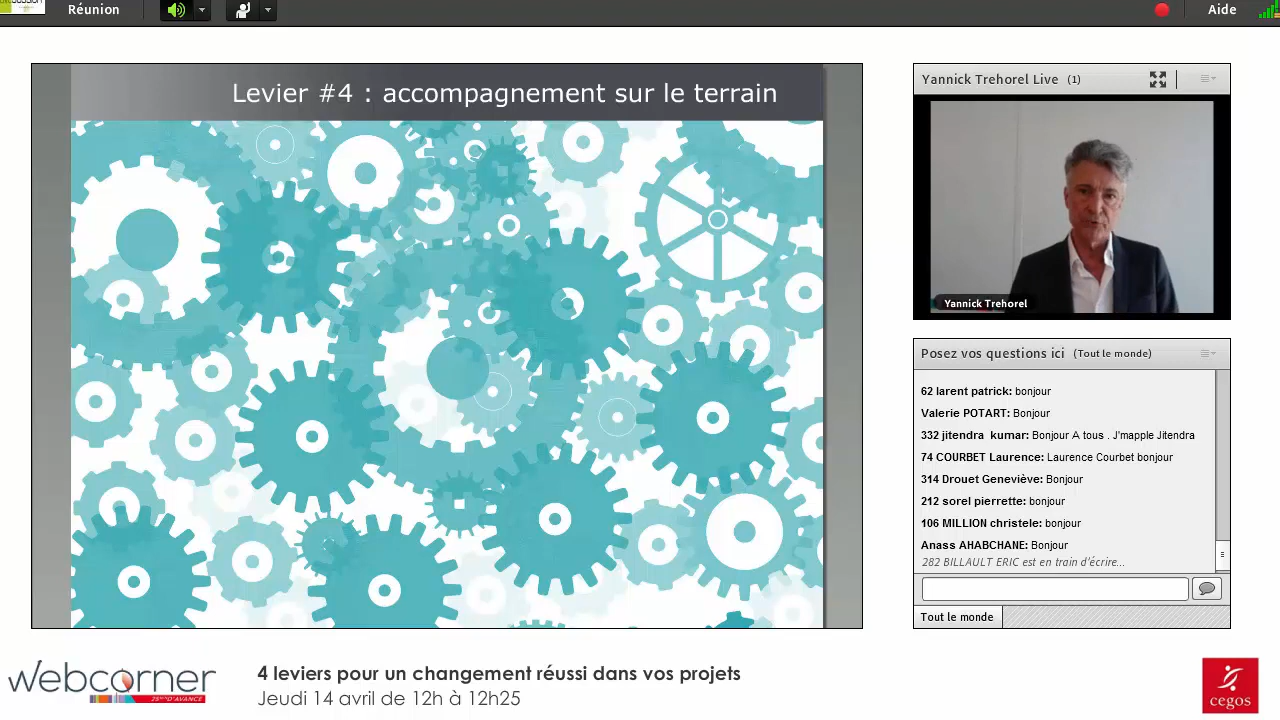 Réunion
Aide
Levier #4 : accompagnement sur le terrain
Yannick Trehorel Live (1)
Yannick Trehorel
Posez vos questions ici (Tout le monde)
62 larent patrick: bonjour
Valerie POTART: Bonjour
332 jitendra kumar: Bonjour A tous . J'mapple Jitendra
74 COURBET Laurence: Laurence Courbet bonjour
314 Drouet Geneviève: Bonjour
212 sorel pierrette: bonjour
106 MILLION christele: bonjour
Anass AHABCHANE: Bonjour
282 BILLAULT ERIC est en train d'écrire...
Tout le monde
webcorner
D'AVANCE
4 leviers pour un changement réussi dans vos projets
Jeudi 14 avril de 12h à 12h25
cegos